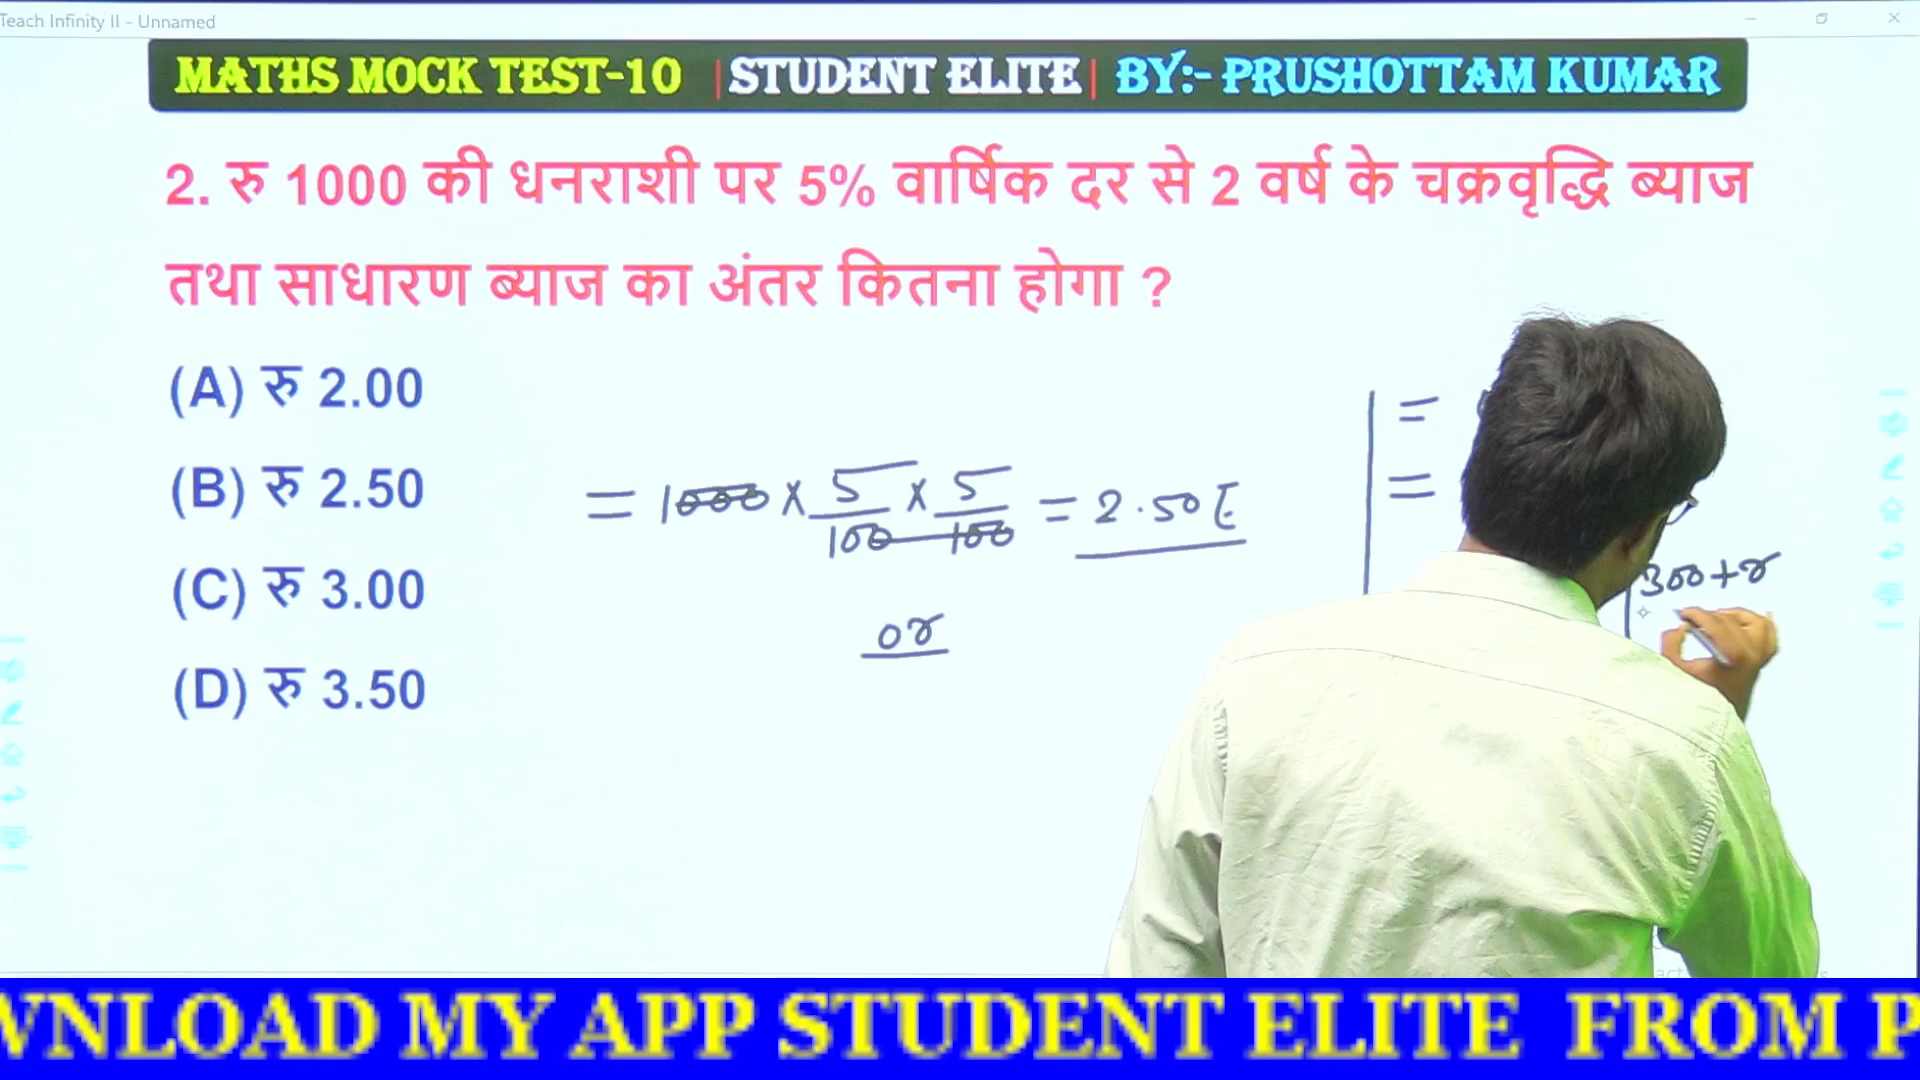 Teach Infinity II - Unnamed
MATHS MOCK TEST-10 | STUDENT ELITE | BY:- PRUSHOTTAM KUMAR
2. रु 1000 की धनराशी पर 5% वार्षिक दर से 2 वर्ष के चक्रवृद्धि ब्याज
तथा साधारण ब्याज का अंतर कितना होगा ?
(A) रु 2.00
(B) रु 2.50
(C) रु 3.00
(D) रु 3.50
= 1000 × 5/100 × 5/100 = 2.50
or
=
=
300+r
WNLOAD MY APP STUDENT ELITE FROM P